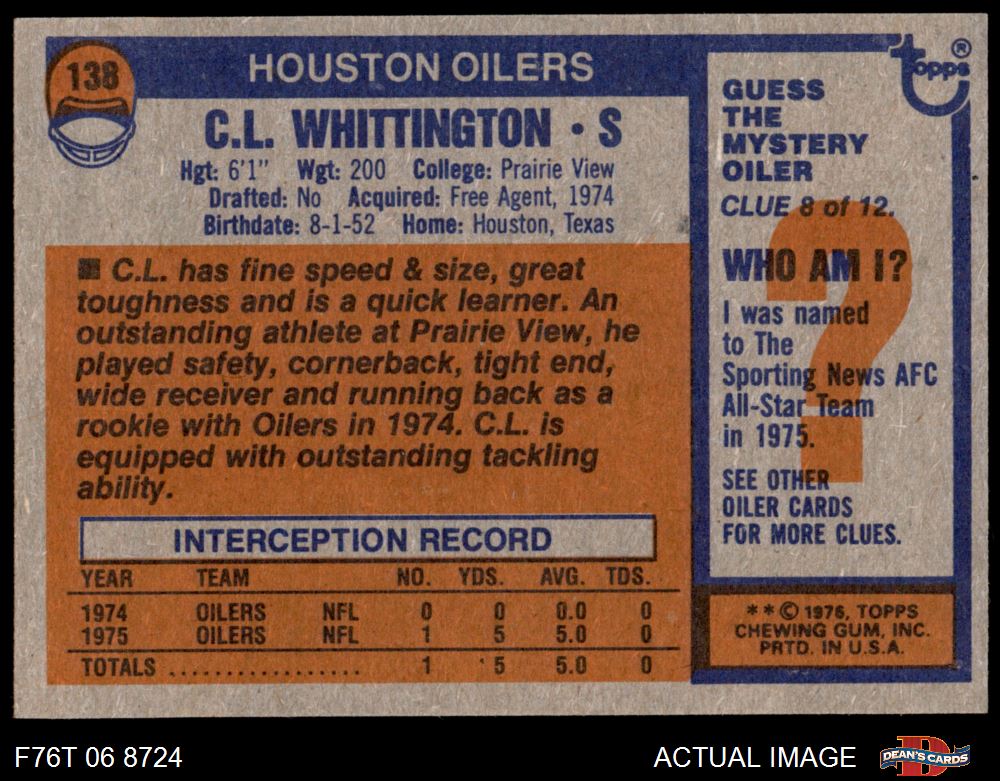 138
HOUSTON OILERS
C.L. WHITTINGTON • S
Hgt: 6'1" Wgt: 200 College: Prairie View
Drafted: No Acquired: Free Agent, 1974
Birthdate: 8-1-52 Home: Houston, Texas
■ C.L. has fine speed & size, great
toughness and is a quick learner. An
outstanding athlete at Prairie View, he
played safety, cornerback, tight end,
wide receiver and running back as a
rookie with Oilers in 1974. C.L. is
equipped with outstanding tackling
ability.
INTERCEPTION RECORD
YEAR TEAM NO. YDS. AVG. TDS.
1974 OILERS NFL 0 0 0.0 0
1975 OILERS NFL 1 5 5.0 0
TOTALS ................. 1 5 5.0 0
topps®
GUESS
THE
MYSTERY
OILER
CLUE 8 of 12.
WHO AM I?
I was named
to The
Sporting News AFC
All-Star Team
in 1975.
SEE OTHER
OILER CARDS
FOR MORE CLUES.
?
**© 1976, TOPPS
CHEWING GUM, INC.
PRTD. IN U.S.A.
F76T 06 8724
ACTUAL IMAGE
D
DEAN'S CARDS